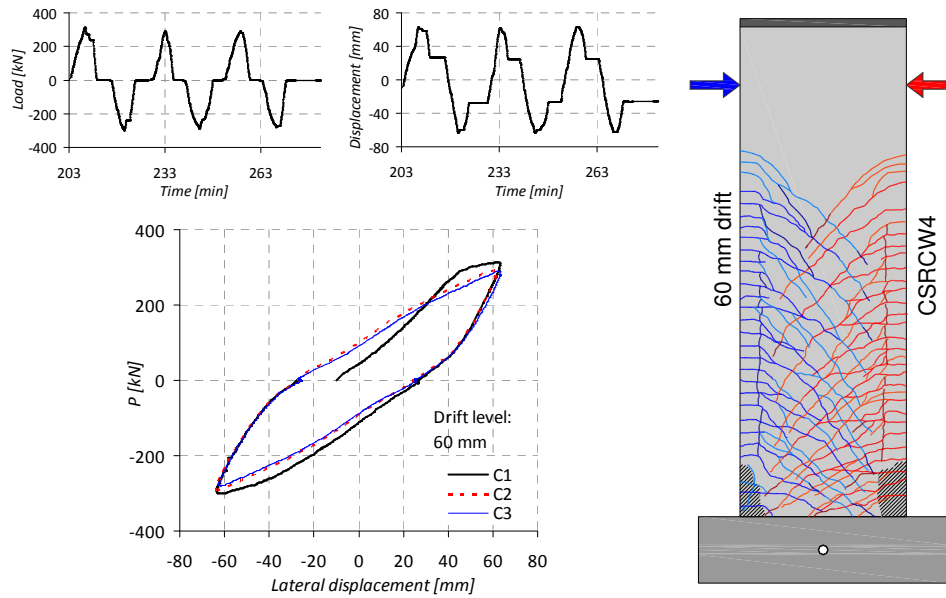 400
200
0
-200
-400
Load [kN]
203
233
263
Time [min]
80
40
0
-40
-80
Displacement [mm]
203
233
263
Time [min]
400
200
0
-200
-400
P [kN]
-80
-60
-40
-20
0
20
40
60
80
Lateral displacement [mm]
Drift level:
60 mm
C1
C2
C3
60 mm drift
CSRCW4